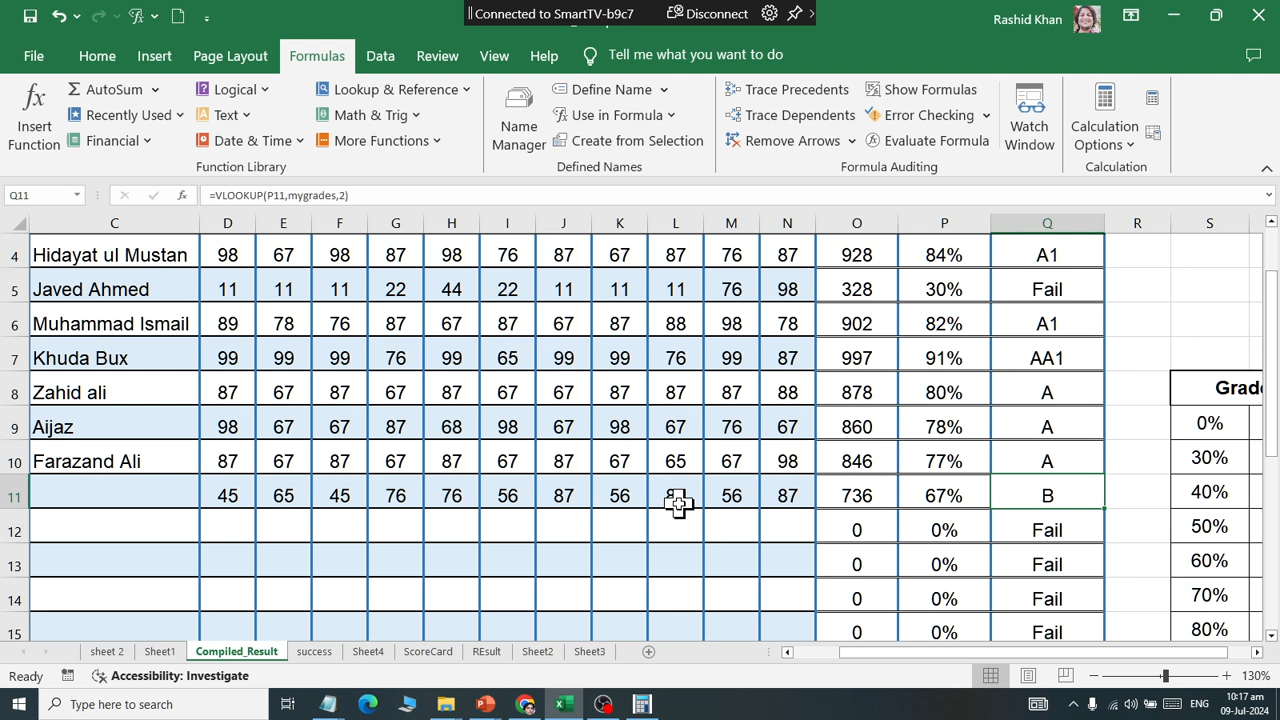 Connected to SmartTV-b9c7 Disconnect
Rashid Khan
File Home Insert Draw Page Layout Formulas Data Review View Help Tell me what you want to do
fx Insert Function
AutoSum
Recently Used
Financial
Logical
Text
Date & Time
Lookup & Reference
Math & Trig
More Functions
Function Library
Name Manager
Define Name
Use in Formula
Create from Selection
Defined Names
Trace Precedents
Trace Dependents
Remove Arrows
Show Formulas
Error Checking
Evaluate Formula
Formula Auditing
Watch Window
Calculation Options
Calculation
Q11 fx =VLOOKUP(P11,mygrades,2)
C D E F G H I J K L M N O P Q R S
4 Hidayat ul Mustan 98 67 98 87 98 76 87 67 87 76 87 928 84% A1
5 Javed Ahmed 11 11 11 22 44 22 11 11 11 76 98 328 30% Fail
6 Muhammad Ismail 89 78 76 87 67 87 67 87 88 98 78 902 82% A1
7 Khuda Bux 99 99 99 76 99 65 99 99 76 99 87 997 91% AA1
8 Zahid ali 87 67 67 87 67 67 87 87 87 87 88 878 80% A
Grad
9 Aijaz 98 67 67 87 68 98 67 98 67 76 67 860 78% A 0%
10 Farazand Ali 87 67 67 87 67 87 87 67 65 67 98 846 77% A 30%
11 45 65 45 76 76 56 87 56 56 87 736 67% B 40%
12 0 0% Fail 50%
13 0 0% Fail 60%
14 0 0% Fail 70%
15 0 0% Fail 80%
sheet 2 Sheet1 Compiled_Result success Sheet4 ScoreCard REsult Sheet2 Sheet3
Ready Accessibility: Investigate 130%
Type here to search
10:17 am
09-Jul-2024